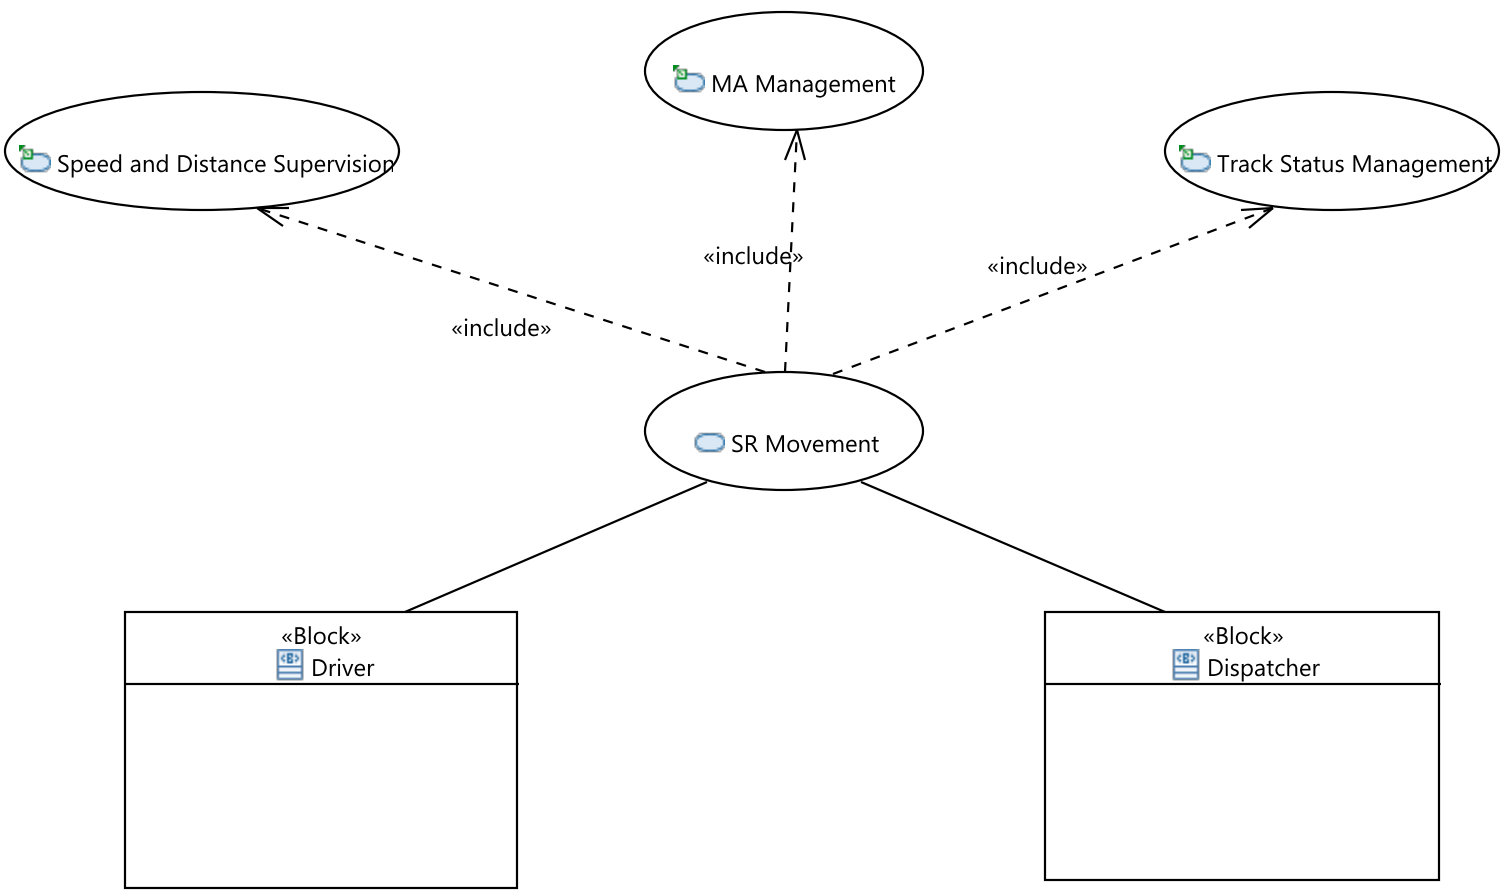 MA Management
Speed and Distance Supervision
Track Status Management
«include»
«include»
«include»
SR Movement
«Block»
Driver
«Block»
Dispatcher